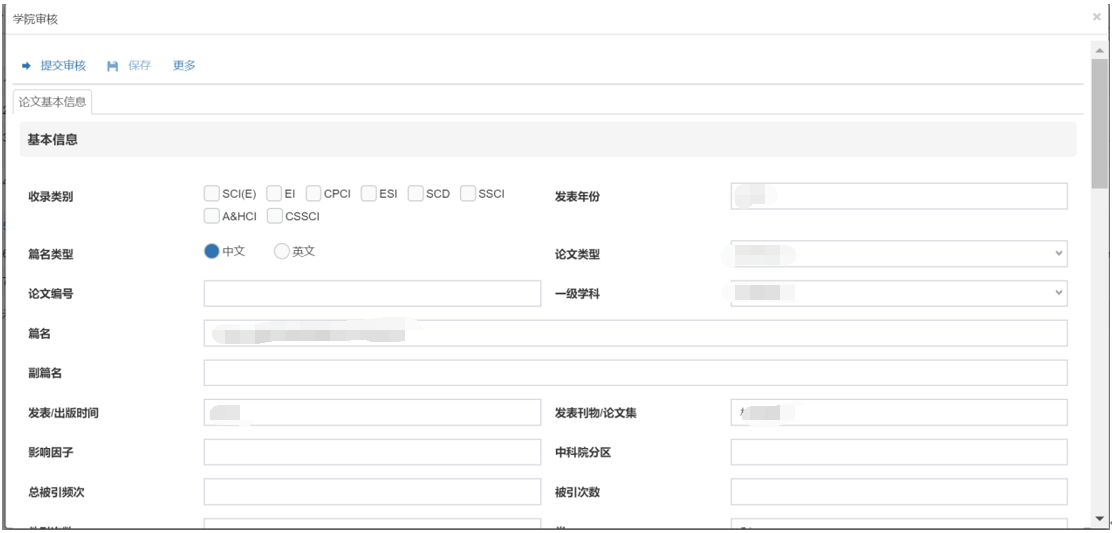 学院审核 ×
提交审核 保存 更多
论文基本信息
基本信息
收录类别 SCI(E) EI CPCI ESI SCD SSCI 发表年份
A&HCI CSSCI
篇名类型 中文 英文 论文类型
论文编号 一级学科
篇名
副篇名
发表/出版时间 发表刊物/论文集
影响因子 中科院分区
总被引频次 被引次数